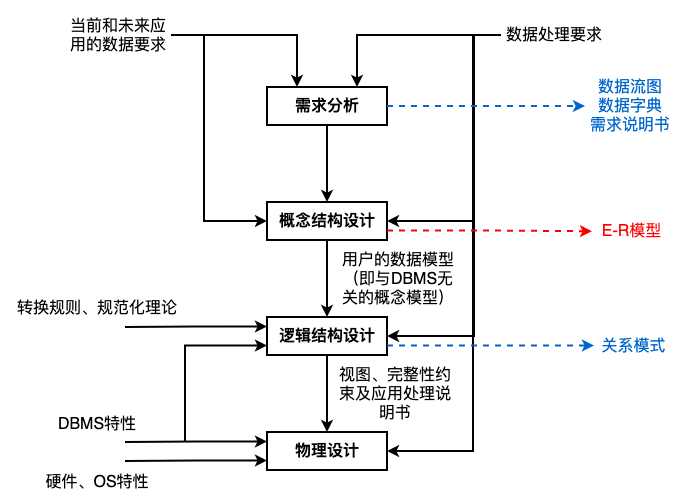 当前和未来应
用的数据要求
数据处理要求
需求分析
数据流图
数据字典
需求说明书
概念结构设计
E-R模型
用户的数据模型
（即与DBMS无
关的概念模型）
转换规则、规范化理论
逻辑结构设计
关系模式
视图、完整性约
束及应用处理说
明书
DBMS特性
物理设计
硬件、OS特性